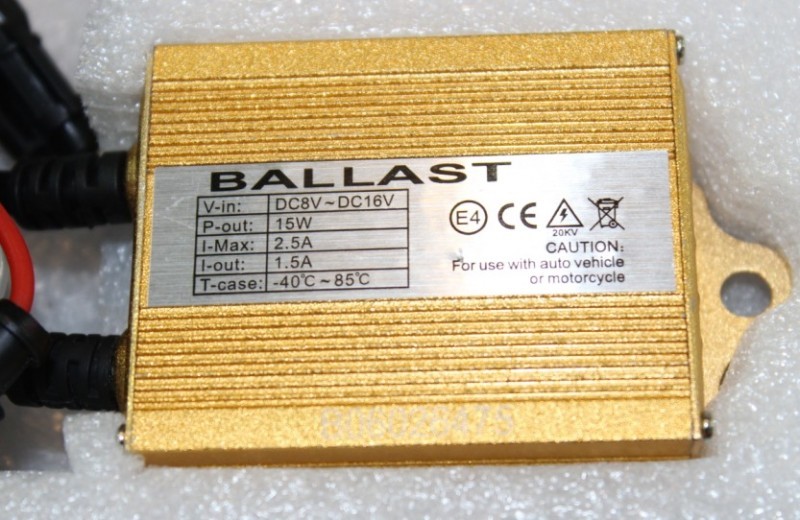 BALLAST
V-in: DC8V~DC16V
P-out: 15W
I-Max: 2.5A
I-out: 1.5A
T-case: -40℃~85℃
E4 CE
20KV
CAUTION:
For use with auto vehicle
or motorcycle